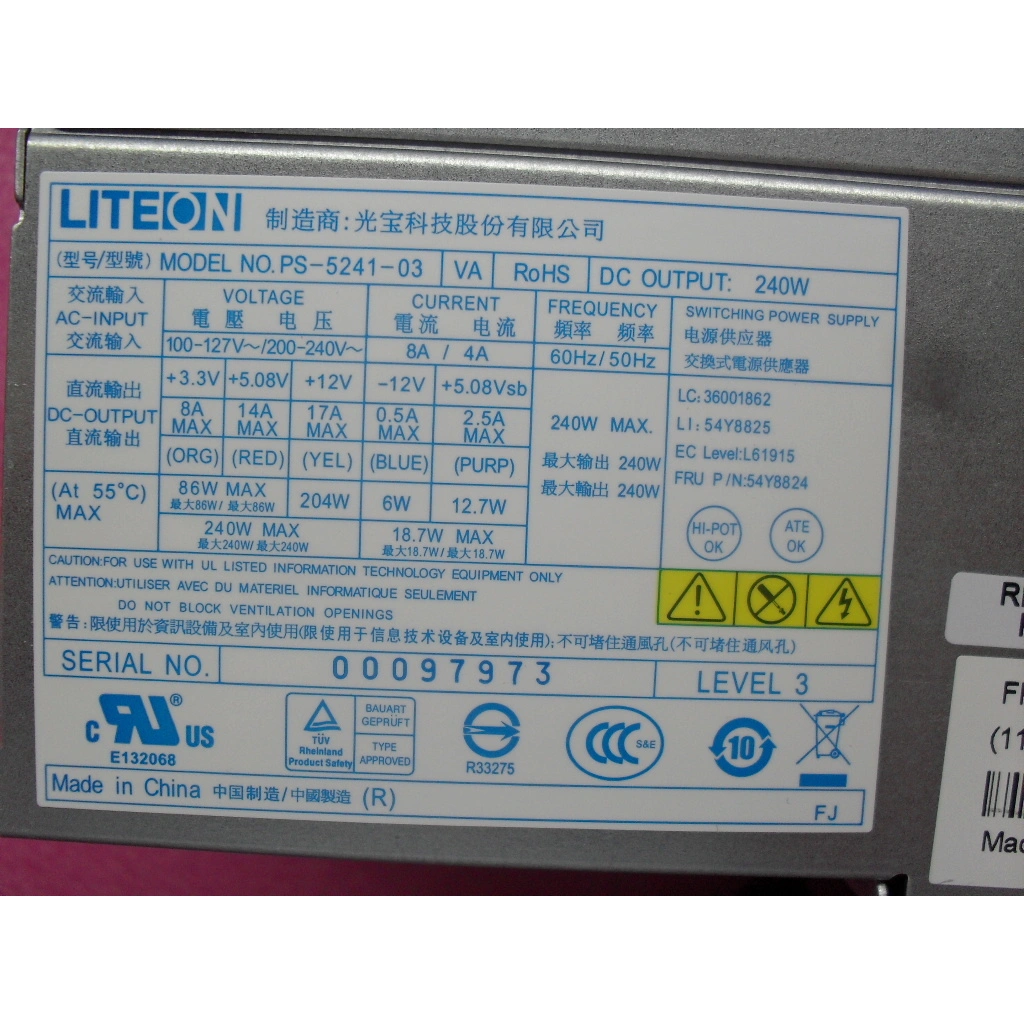 LITEON 制造商:光宝科技股份有限公司
(型号/型號) MODEL NO. PS-5241-03 VA RoHS DC OUTPUT: 240W
交流輸入 AC-INPUT 交流输入
VOLTAGE
電 壓 电 压
100-127V～/200-240V～
CURRENT
電流 电流
8A / 4A
FREQUENCY
頻率 频率
60Hz/50Hz
SWITCHING POWER SUPPLY
电源供应器
交換式電源供應器
直流輸出
DC-OUTPUT
直流输出
+3.3V +5.08V +12V -12V +5.08Vsb
8A MAX 14A MAX 17A MAX 0.5A MAX 2.5A MAX
(ORG) (RED) (YEL) (BLUE) (PURP)
240W MAX.
最大输出 240W
最大輸出 240W
LC:36001862
LI:54Y8825
EC Level:L61915
FRU P/N:54Y8824
HI-POT OK
ATE OK
(At 55°C) MAX
86W MAX
最大86W/最大86W
204W 6W 12.7W
240W MAX
最大240W/最大240W
18.7W MAX
最大18.7W/最大18.7W
CAUTION:FOR USE WITH UL LISTED INFORMATION TECHNOLOGY EQUIPMENT ONLY
ATTENTION:UTILISER AVEC DU MATERIEL INFORMATIQUE SEULEMENT
DO NOT BLOCK VENTILATION OPENINGS
警告:限使用於資訊設備及室內使用(限使用于信息技术设备及室内使用);不可堵住通風孔(不可堵住通风孔)
SERIAL NO. 00097973 LEVEL 3
C RU ® US
E132068
TÜV
Rheinland
Product Safety
BAUART
GEPRÜFT
TYPE
APPROVED
R33275
CCC S&E
10
Made in China 中国制造/中國製造 (R)
FJ
(11
Mad